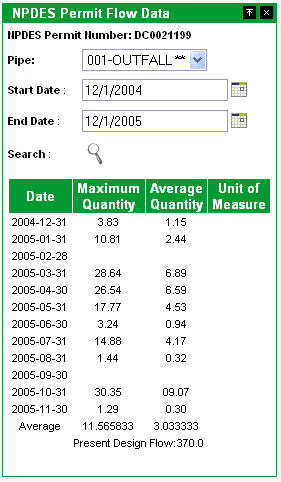 NPDES Permit Flow Data
NPDES Permit Number: DC0021199
Pipe: 001-OUTFALL **
Start Date : 12/1/2004
End Date : 12/1/2005
Search :
Date Maximum Quantity Average Quantity Unit of Measure
2004-12-31 3.83 1.15
2005-01-31 10.81 2.44
2005-02-28
2005-03-31 28.64 6.89
2005-04-30 26.54 6.59
2005-05-31 17.77 4.53
2005-06-30 3.24 0.94
2005-07-31 14.88 4.17
2005-08-31 1.44 0.32
2005-09-30
2005-10-31 30.35 09.07
2005-11-30 1.29 0.30
Average 11.565833 3.033333
Present Design Flow:370.0